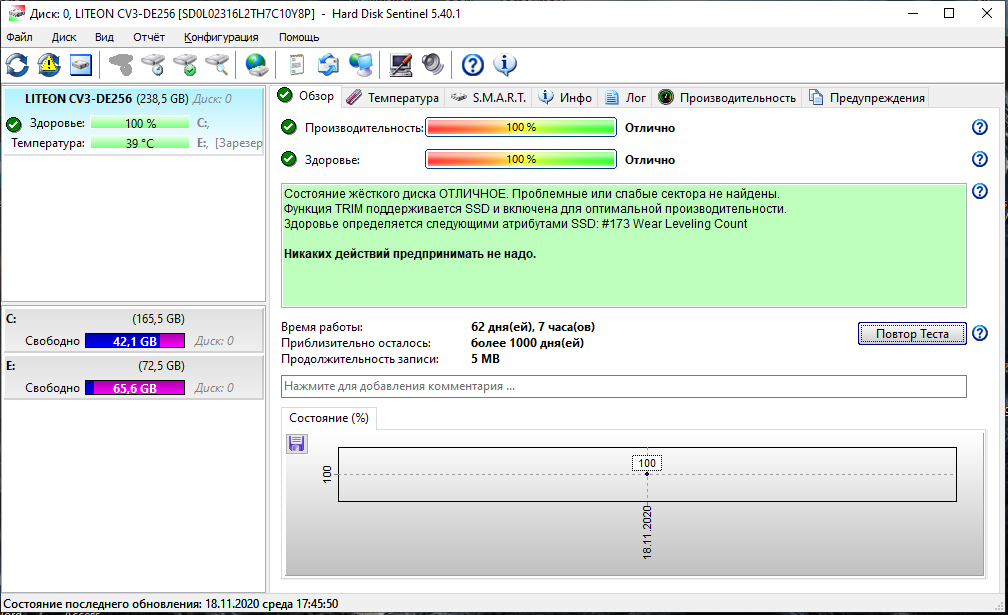 Диск: 0, LITEON CV3-DE256 [SD0L02316L2TH7C10Y8P] - Hard Disk Sentinel 5.40.1
Файл Диск Вид Отчёт Конфигурация Помощь
LITEON CV3-DE256 (238,5 GB) Диск: 0
Здоровье: 100 % C:,
Температура: 39 °C E:, [Зарезер
C: (165,5 GB)
Свободно 42,1 GB Диск: 0
E: (72,5 GB)
Свободно 65,6 GB Диск: 0
Обзор Температура S.M.A.R.T. Инфо Лог Производительность Предупреждения
Производительность: 100 % Отлично
Здоровье: 100 % Отлично
Состояние жёсткого диска ОТЛИЧНОЕ. Проблемные или слабые сектора не найдены.
Функция TRIM поддерживается SSD и включена для оптимальной производительности.
Здоровье определяется следующими атрибутами SSD: #173 Wear Leveling Count
Никаких действий предпринимать не надо.
Время работы: 62 дня(ей), 7 часа(ов)
Приблизительно осталось: более 1000 дня(ей)
Продолжительность записи: 5 MB
Повтор Теста
Нажмите для добавления комментария ...
Состояние (%)
100
100
18.11.2020
Состояние последнего обновления: 18.11.2020 среда 17:45:50